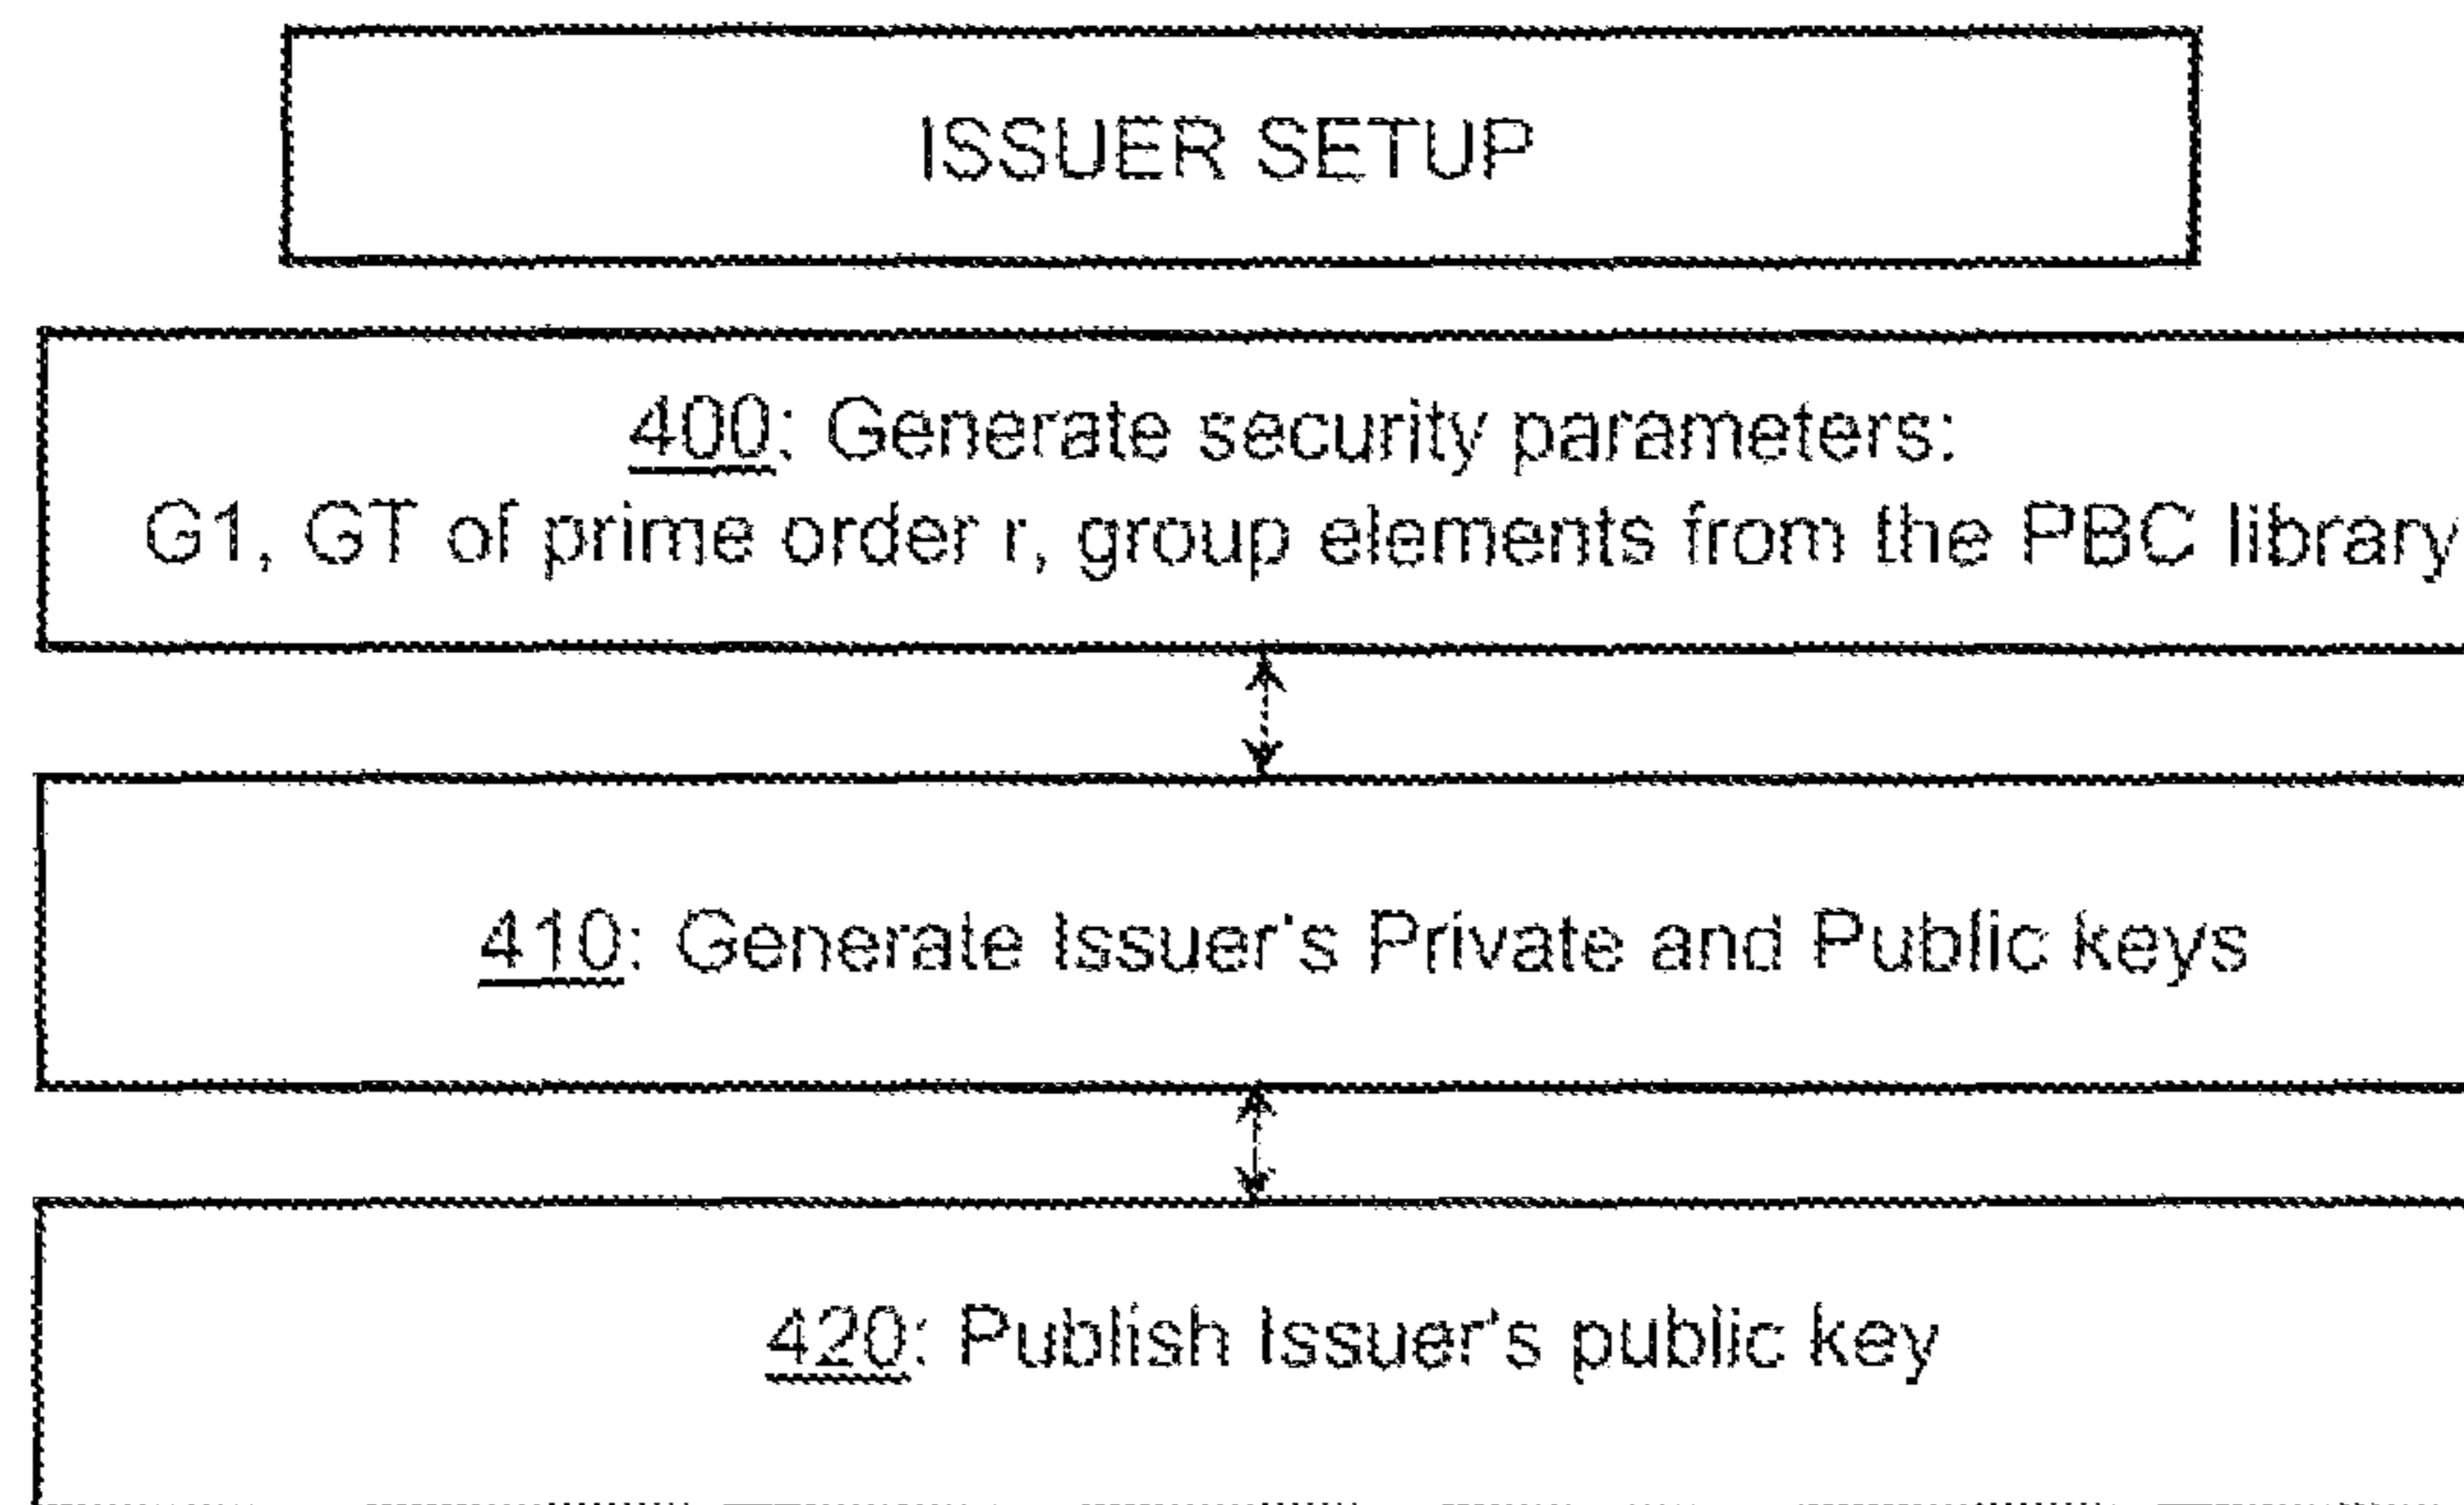 ISSUER SETUP
400: Generate security parameters:
G1, GT of prime order r, group elements from the PBC library
410: Generate Issuer's Private and Public keys
420: Publish Issuer's public key